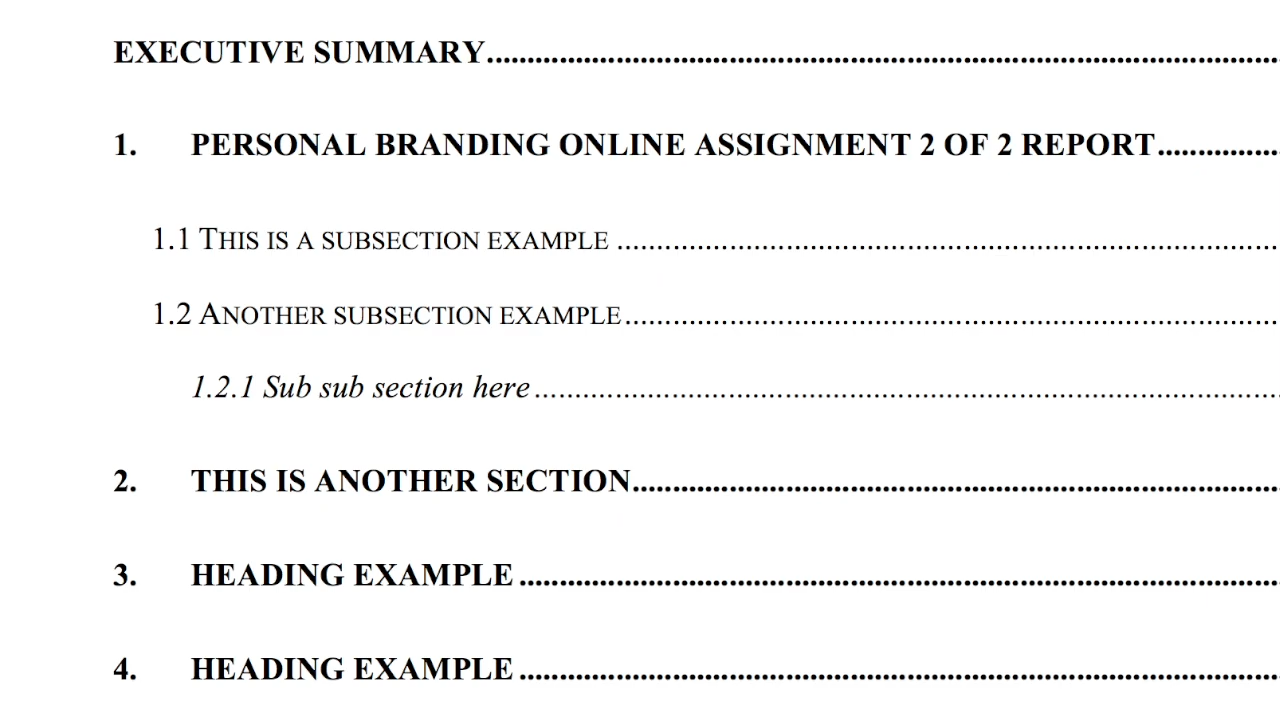 EXECUTIVE SUMMARY
1. PERSONAL BRANDING ONLINE ASSIGNMENT 2 OF 2 REPORT
1.1 THIS IS A SUBSECTION EXAMPLE
1.2 ANOTHER SUBSECTION EXAMPLE
1.2.1 Sub sub section here
2. THIS IS ANOTHER SECTION
3. HEADING EXAMPLE
4. HEADING EXAMPLE